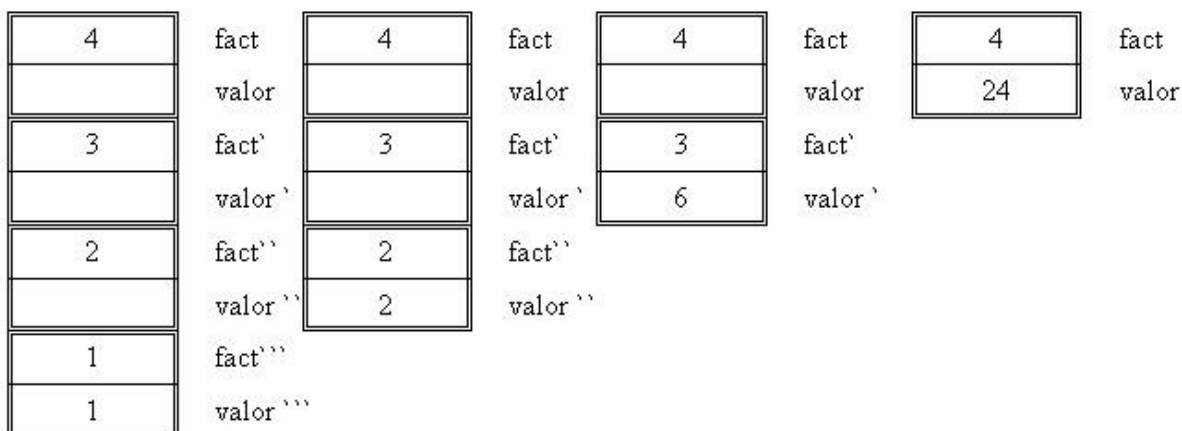 4 fact 4 fact 4 fact 4 fact
valor valor valor 24 valor
3 fact` 3 fact` 3 fact`
valor ` valor ` 6 valor `
2 fact`` 2 fact``
valor `` 2 valor ``
1 fact```
1 valor ```